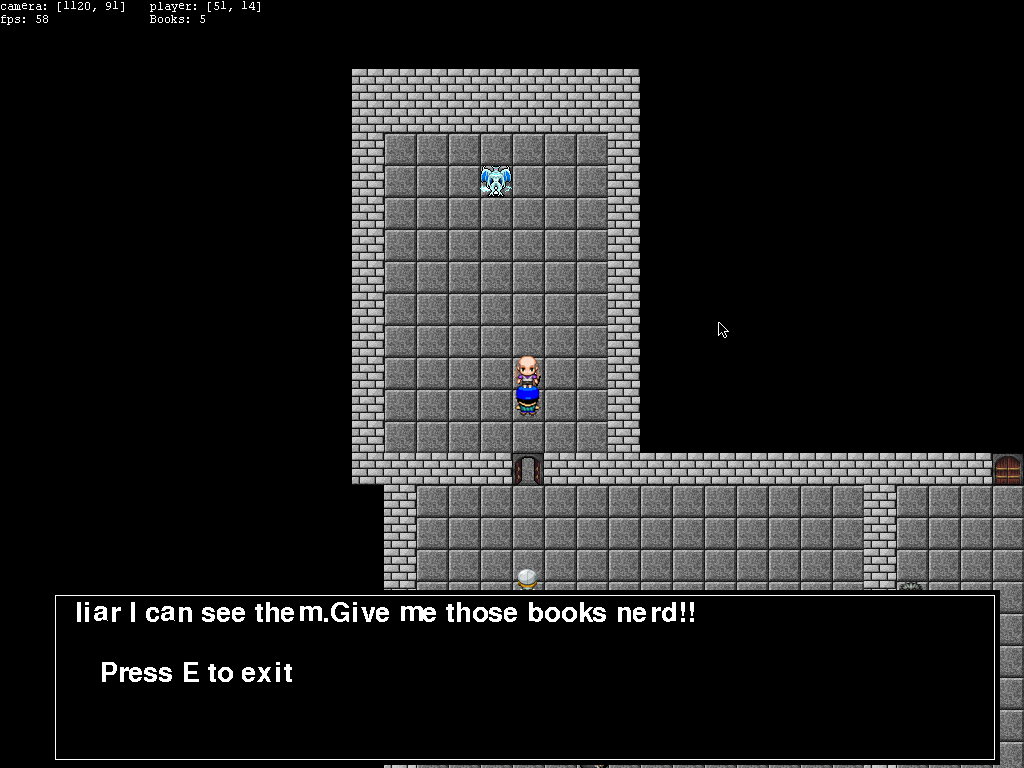 camera: [1120, 91] player: [51, 14]
fps: 58 Books: 5
liar I can see them.Give me those books nerd!!
Press E to exit